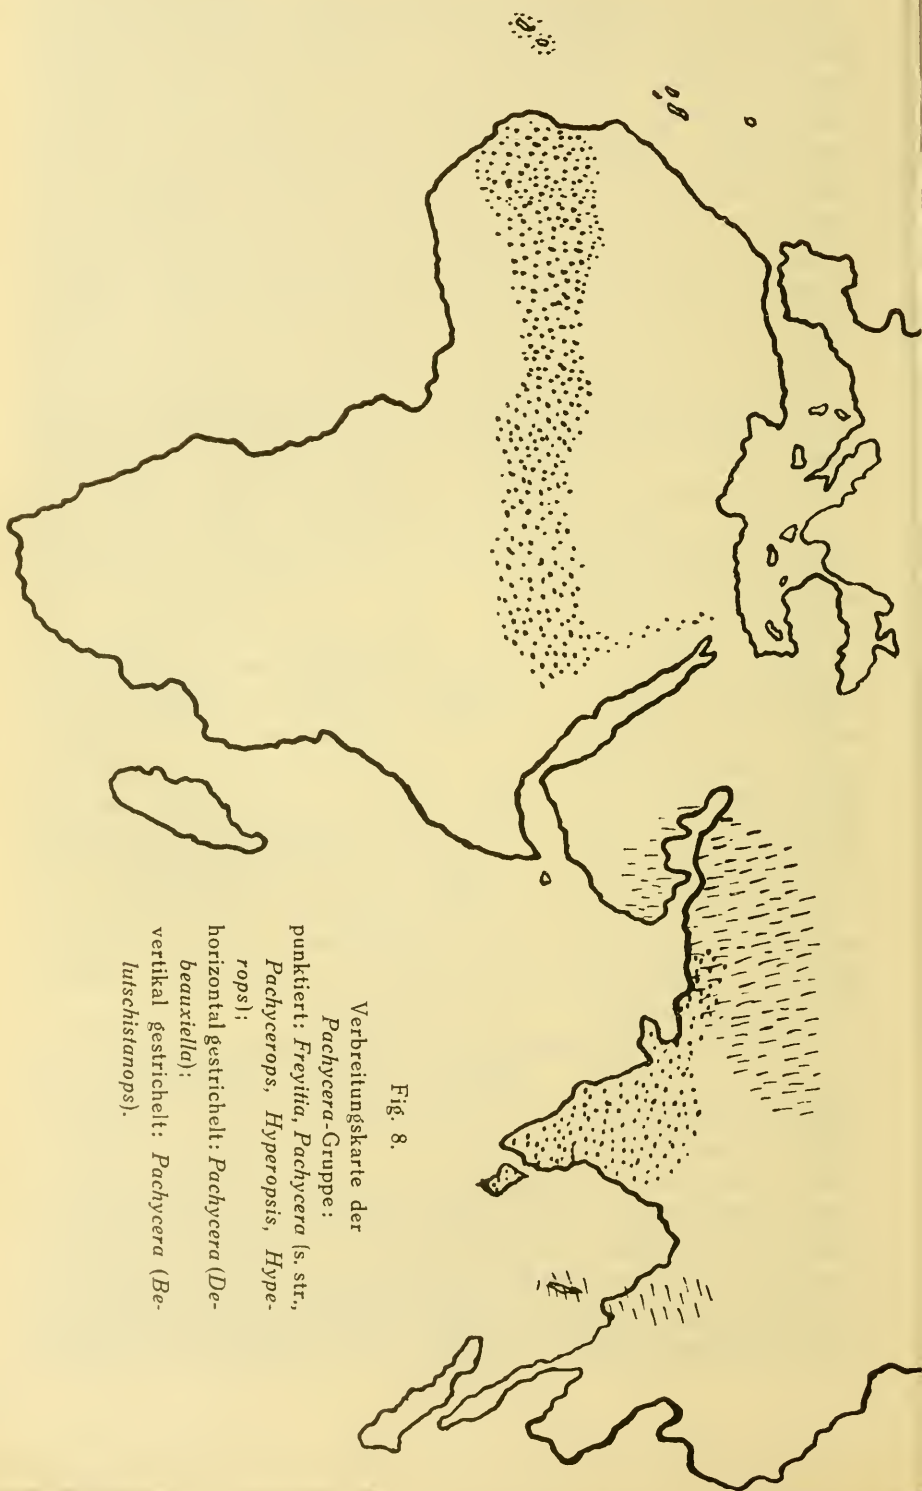 Fig. 8.
Verbreitungskarte der
Pachycera-Gruppe:
punktiert: Freyitia, Pachycera (s. str.,
Pachycerops, Hyperopsis, Hype-
rops);
horizontal gestrichelt: Pachycera (De-
beauxiella);
vertikal gestrichelt: Pachycera (Be-
lutschistanops).